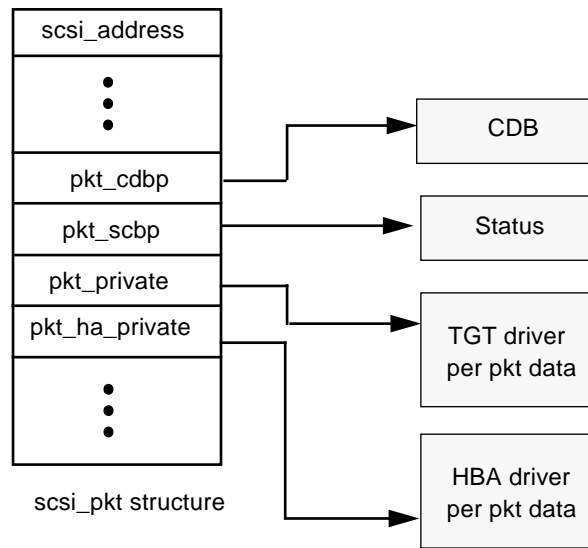 scsi_address
pkt_cdbp
pkt_scbp
pkt_private
pkt_ha_private
scsi_pkt structure
CDB
Status
TGT driver
per pkt data
HBA driver
per pkt data